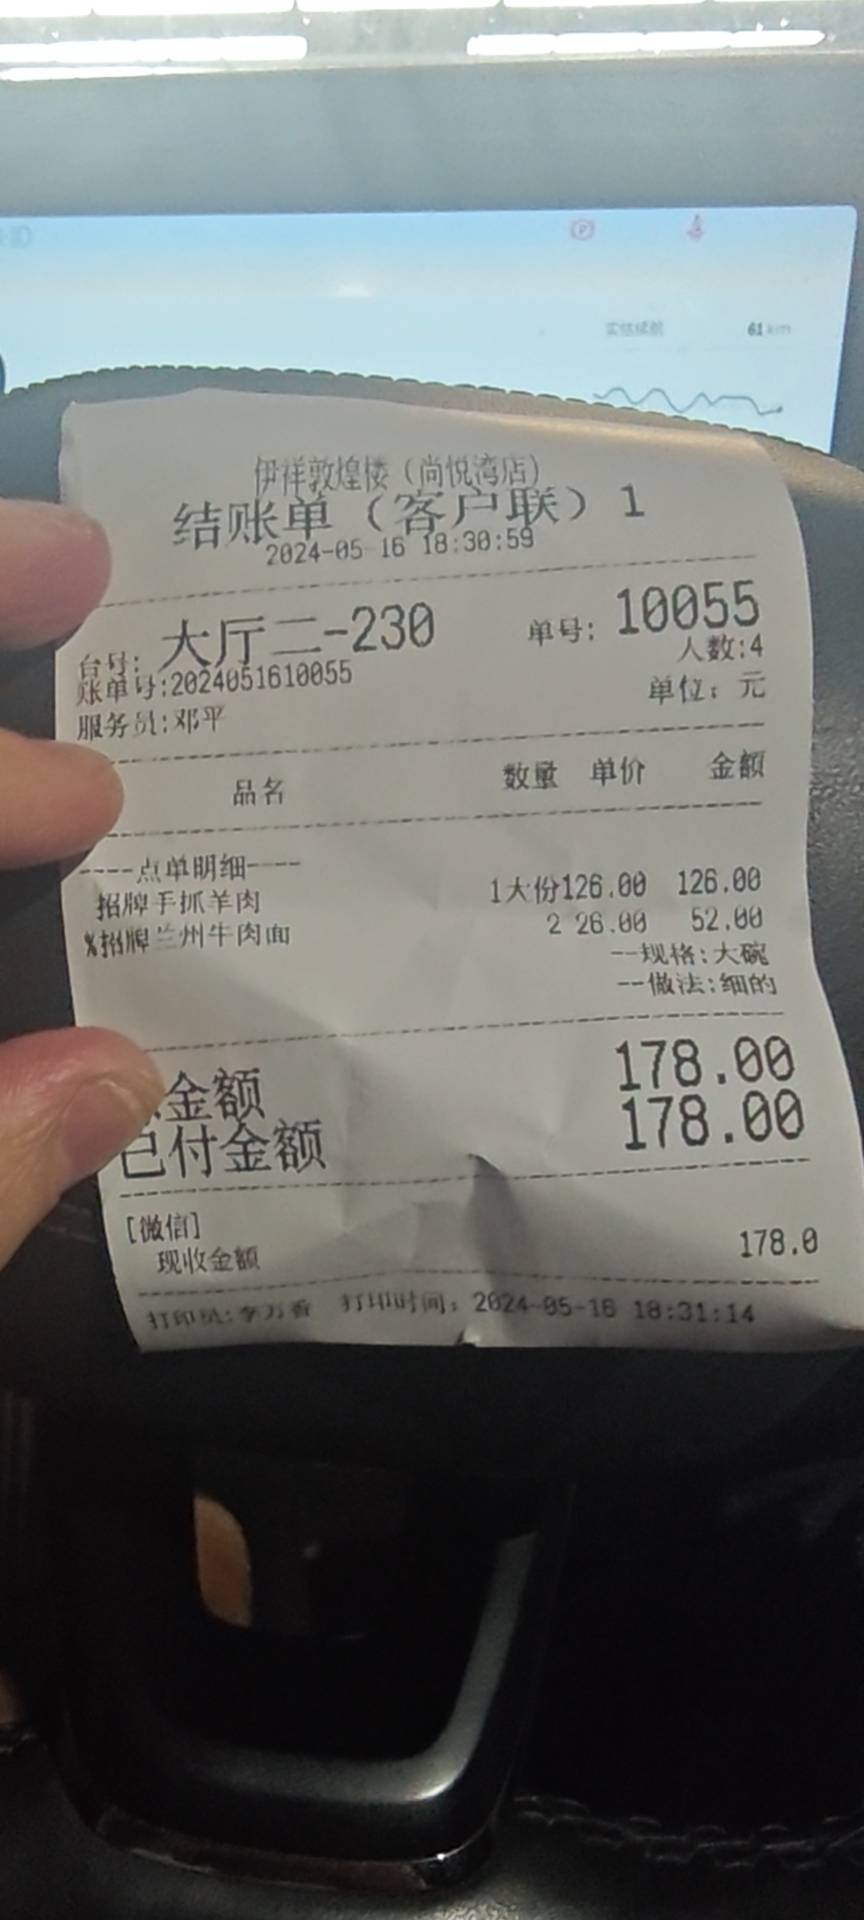 实估续航 61 km
伊祥敦煌楼（尚悦湾店）
结账单（客户联）1
2024-05-16 18:30:59
台号: 大厅二-230 单号: 10055
人数:4
账单号:2024051610055
单位: 元
服务员:邓平
品名 数量 单价 金额
----点单明细----
招牌手抓羊肉 1大份126.00 126.00
%招牌兰州牛肉面 2 26.00 52.00
--规格:大碗
--做法:细的
金额 178.00
已付金额 178.00
[微信]
现收金额 178.0
打印员:李万香 打印时间: 2024-05-16 18:31:14